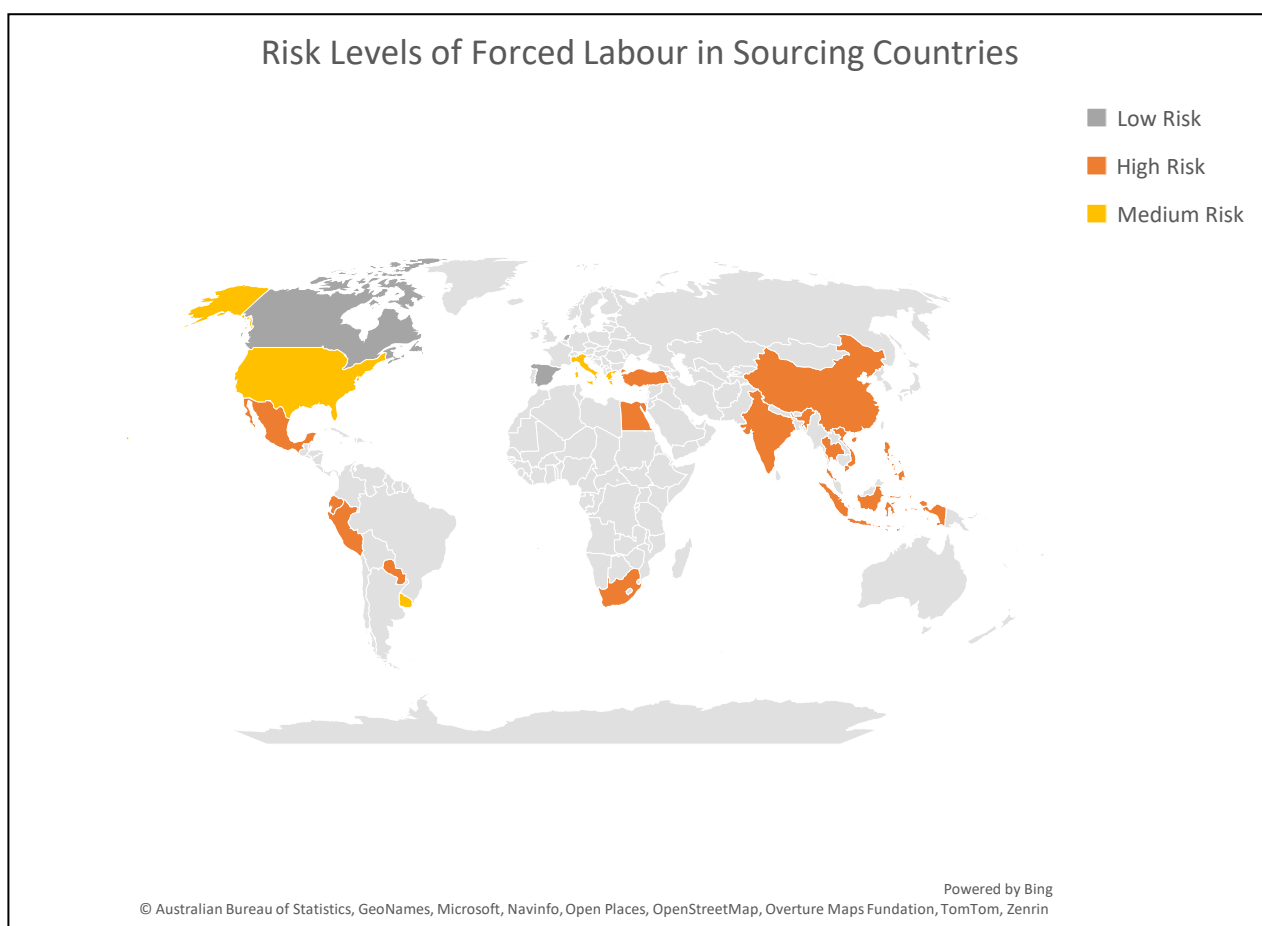 Risk Levels of Forced Labour in Sourcing Countries
Low Risk
High Risk
Medium Risk
Powered by Bing
© Australian Bureau of Statistics, GeoNames, Microsoft, Navinfo, Open Places, OpenStreetMap, Overture Maps Fundation, TomTom, Zenrin